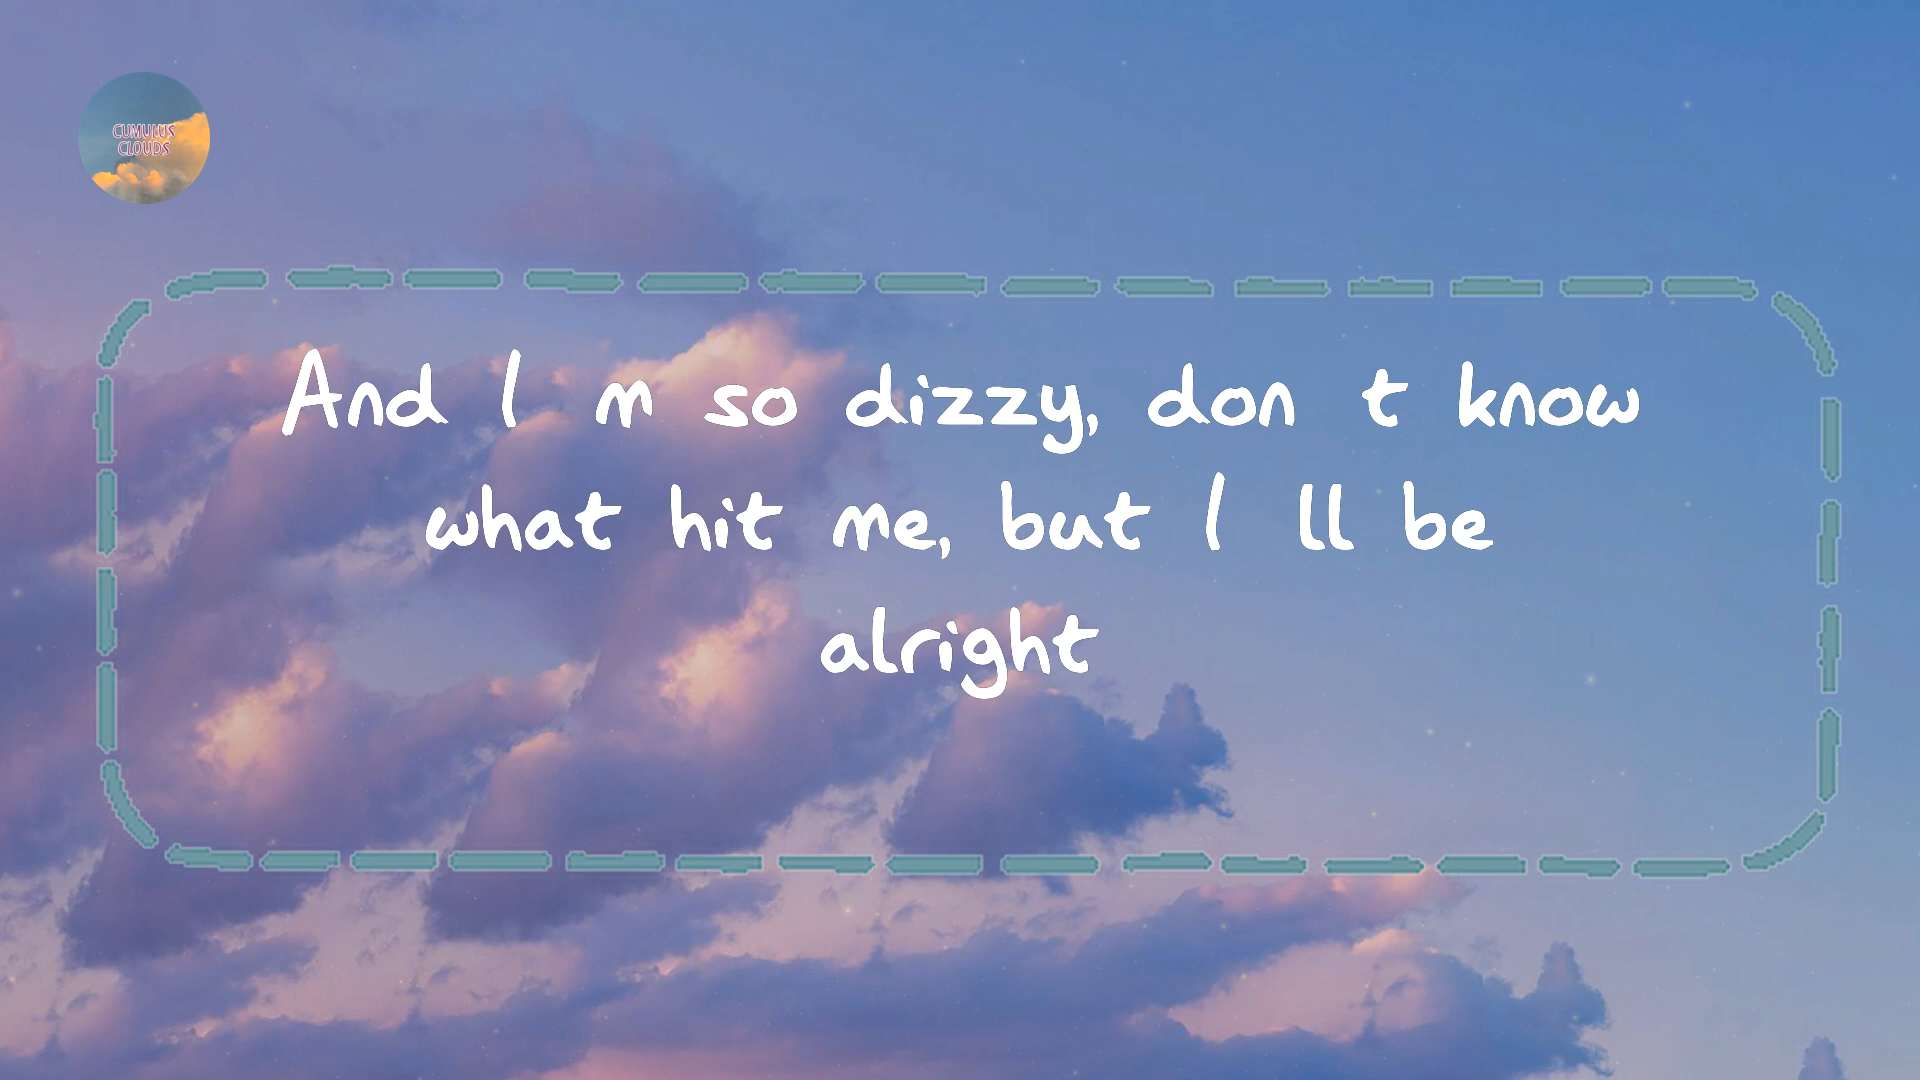 CUMULUS
CLOUDS
And I m so dizzy, don t know
what hit me, but I ll be
alright